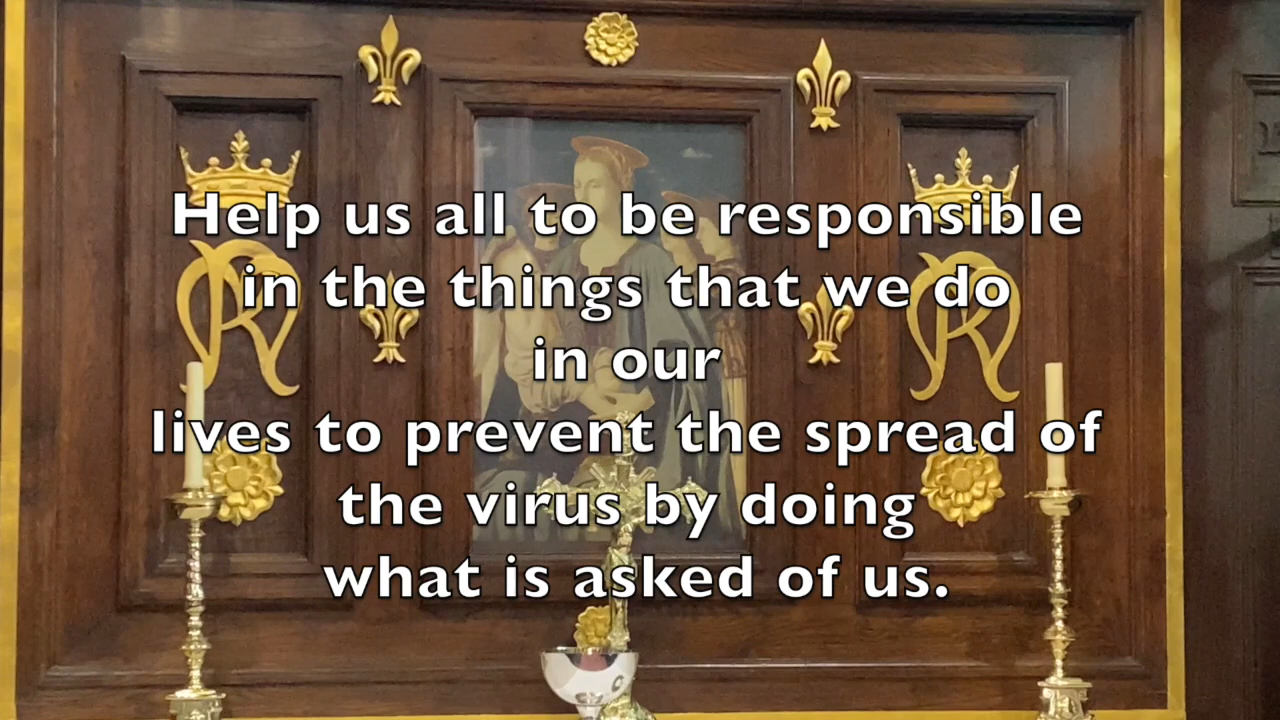 Help us all to be responsible
in the things that we do
in our
lives to prevent the spread of
the virus by doing
what is asked of us.